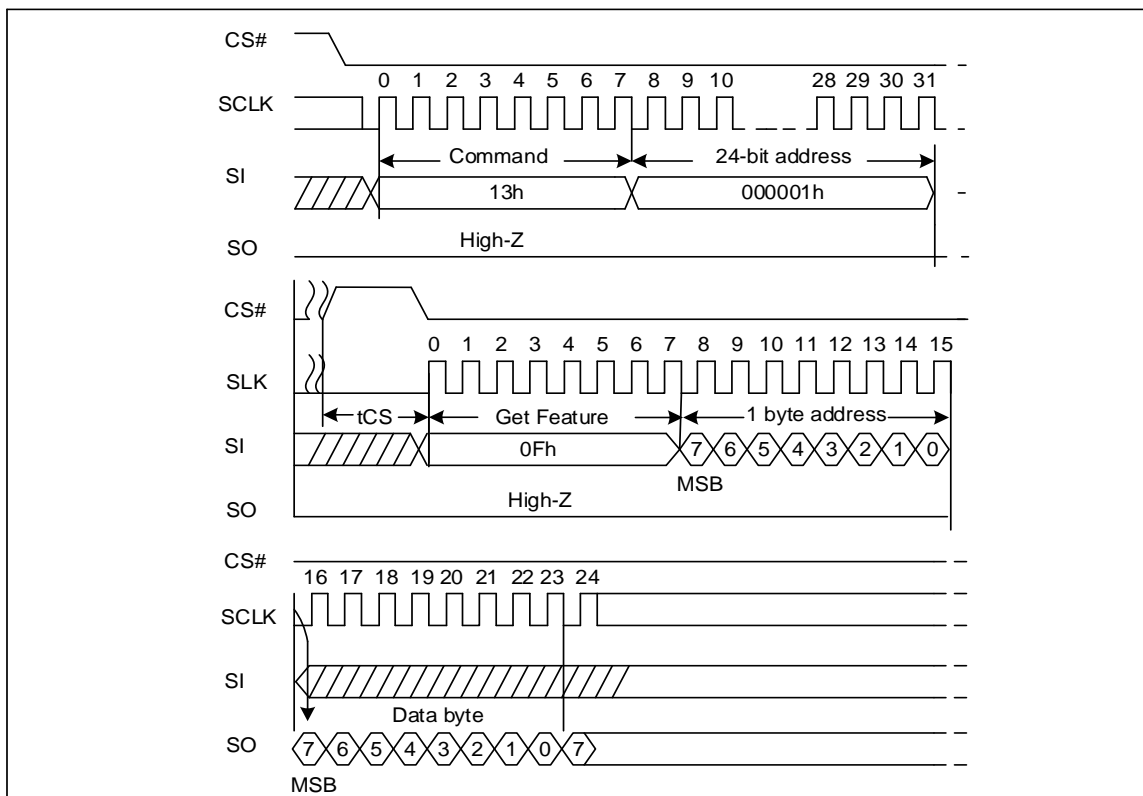 CS#
0 1 2 3 4 5 6 7 8 9 10 28 29 30 31
SCLK
Command 24-bit address
SI
13h 000001h
High-Z
SO
CS#
0 1 2 3 4 5 6 7 8 9 10 11 12 13 14 15
SLK
tCS Get Feature 1 byte address
SI
0Fh 7 6 5 4 3 2 1 0
MSB
High-Z
SO
CS#
16 17 18 19 20 21 22 23 24
SCLK
SI
Data byte
SO 7 6 5 4 3 2 1 0 7
MSB